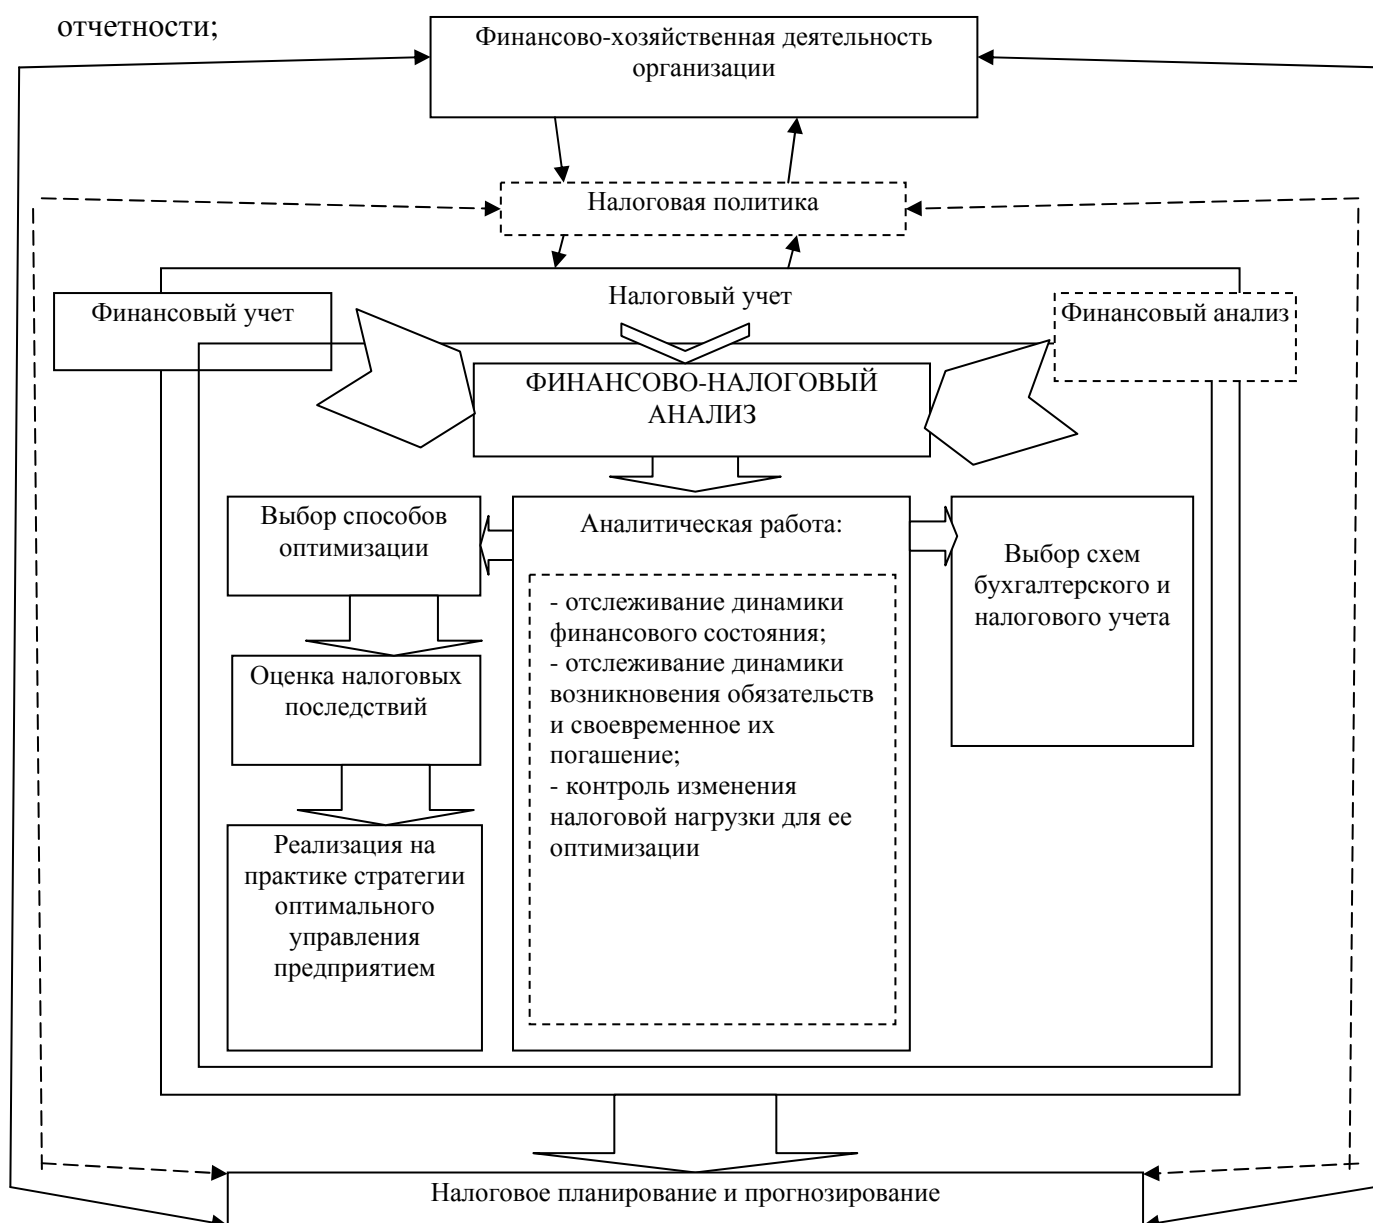 отчетности;
Финансово-хозяйственная деятельность
организации
Налоговая политика
Налоговый учет
Финансовый учет
Финансовый анализ
ФИНАНСОВО-НАЛОГОВЫЙ
АНАЛИЗ
Выбор способов
оптимизации
Оценка налоговых
последствий
Реализация на
практике стратегии
оптимального
управления
предприятием
Аналитическая работа:
- отслеживание динамики
финансового состояния;
- отслеживание динамики
возникновения обязательств
и своевременное их
погашение;
- контроль изменения
налоговой нагрузки для ее
оптимизации
Выбор схем
бухгалтерского и
налогового учета
Налоговое планирование и прогнозирование